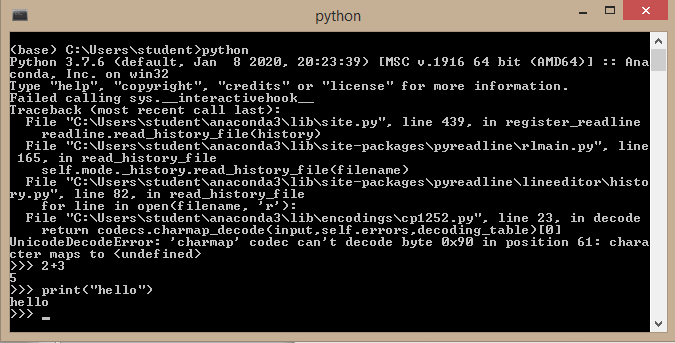 python
(base) C:\Users\student>python
Python 3.7.6 (default, Jan  8 2020, 20:23:39) [MSC v.1916 64 bit (AMD64)] :: Ana
conda, Inc. on win32
Type "help", "copyright", "credits" or "license" for more information.
Failed calling sys.__interactivehook__
Traceback (most recent call last):
  File "C:\Users\student\anaconda3\lib\site.py", line 439, in register_readline
    readline.read_history_file(history)
  File "C:\Users\student\anaconda3\lib\site-packages\pyreadline\rlmain.py", line
 165, in read_history_file
    self.mode._history.read_history_file(filename)
  File "C:\Users\student\anaconda3\lib\site-packages\pyreadline\lineeditor\histo
ry.py", line 82, in read_history_file
    for line in open(filename, 'r'):
  File "C:\Users\student\anaconda3\lib\encodings\cp1252.py", line 23, in decode
    return codecs.charmap_decode(input,self.errors,decoding_table)[0]
UnicodeDecodeError: 'charmap' codec can't decode byte 0x90 in position 61: chara
cter maps to <undefined>
>>> 2+3
5
>>> print("hello")
hello
>>> _